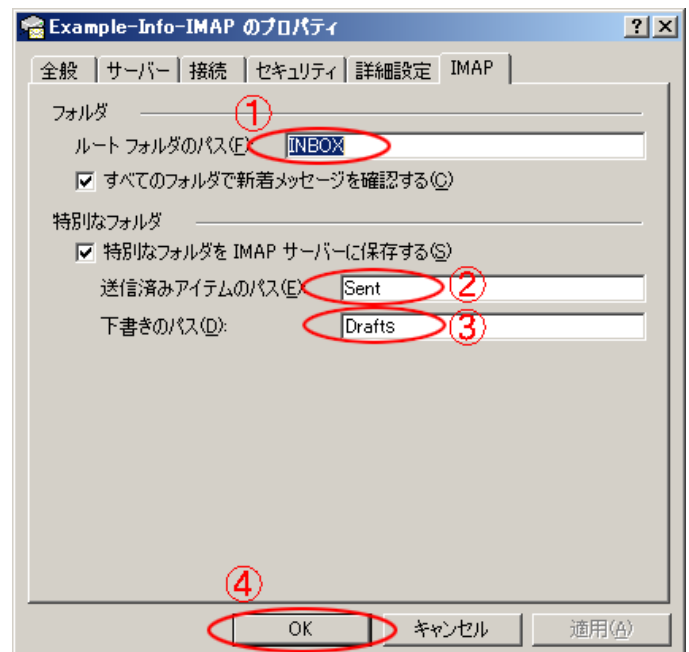 Example-Info-IMAP のプロパティ
全般 サーバー 接続 セキュリティ 詳細設定 IMAP
フォルダ
①
ルート フォルダのパス(F) INBOX
すべてのフォルダで新着メッセージを確認する(C)
特別なフォルダ
特別なフォルダを IMAP サーバーに保存する(S)
送信済みアイテムのパス(E) Sent ②
下書きのパス(D): Drafts ③
④
OK キャンセル 適用(A)